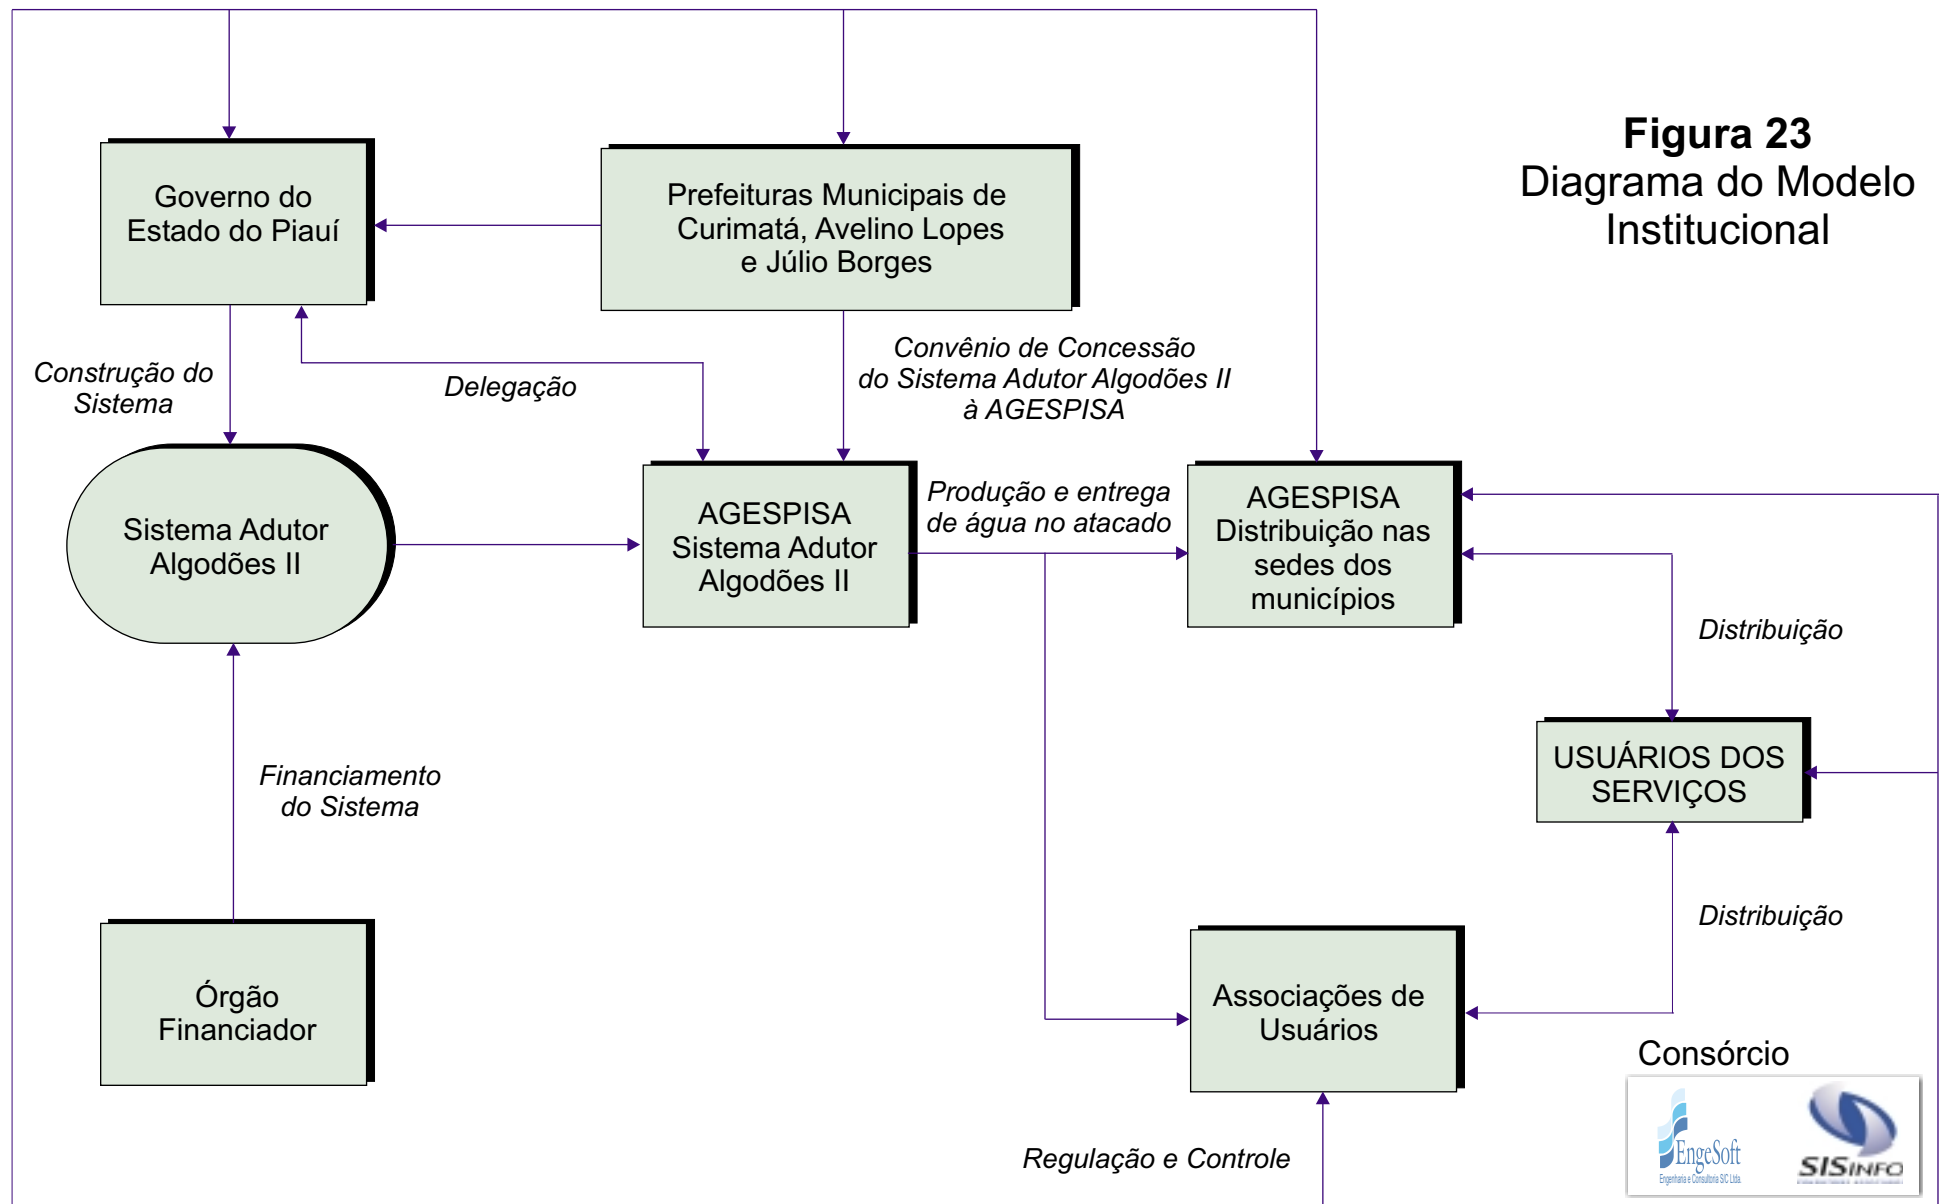 Figura 23
Diagrama do Modelo
Institucional
Governo do
Estado do Piauí
Prefeituras Municipais de
Curimatá, Avelino Lopes
e Júlio Borges
Construção do
Sistema
Delegação
Convênio de Concessão
do Sistema Adutor Algodões II
à AGESPISA
Sistema Adutor
Algodões II
AGESPISA
Sistema Adutor
Algodões II
Produção e entrega
de água no atacado
AGESPISA
Distribuição nas
sedes dos
municípios
Distribuição
USUÁRIOS DOS
SERVIÇOS
Financiamento
do Sistema
Distribuição
Órgão
Financiador
Associações de
Usuários
Regulação e Controle
Consórcio
EngeSoft
Engenharia e Consultoria S/C Ltda.
SISINFO